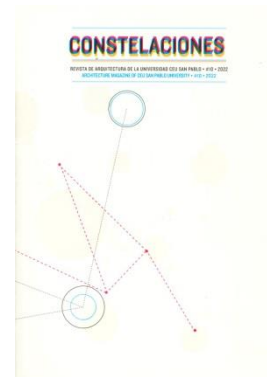 CONSTELACIONES
REVISTA DE ARQUITECTURA DE LA UNIVERSIDAD CEU SAN PABLO • #10 • 2022
ARCHITECTURE MAGAZINE OF CEU SAN PABLO UNIVERSITY • #10 • 2022